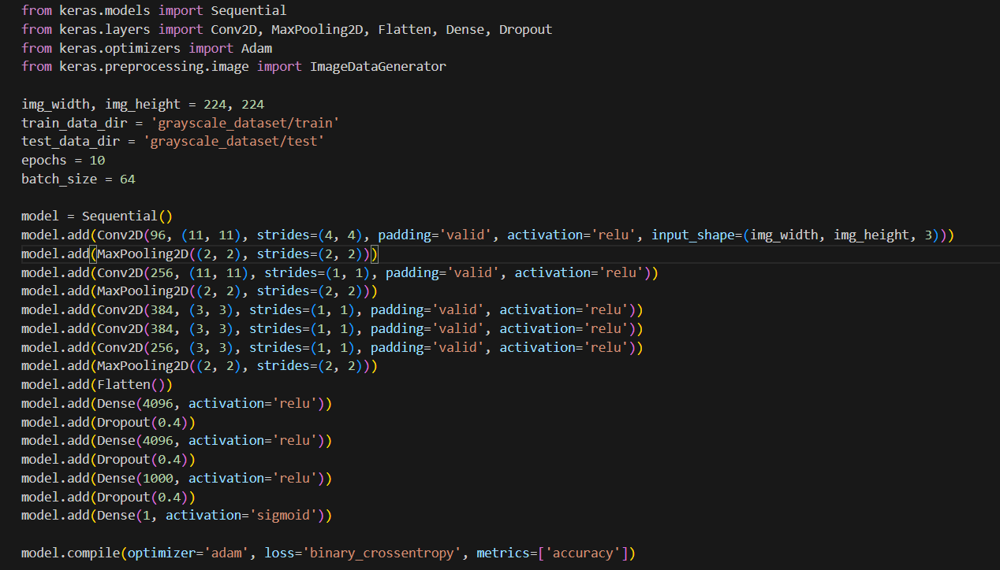 from keras.models import Sequential
from keras.layers import Conv2D, MaxPooling2D, Flatten, Dense, Dropout
from keras.optimizers import Adam
from keras.preprocessing.image import ImageDataGenerator
img_width, img_height = 224, 224
train_data_dir = 'grayscale_dataset/train'
test_data_dir = 'grayscale_dataset/test'
epochs = 10
batch_size = 64
model = Sequential()
model.add(Conv2D(96, (11, 11), strides=(4, 4), padding='valid', activation='relu', input_shape=(img_width, img_height, 3)))
model.add(MaxPooling2D((2, 2), strides=(2, 2)))
model.add(Conv2D(256, (11, 11), strides=(1, 1), padding='valid', activation='relu'))
model.add(MaxPooling2D((2, 2), strides=(2, 2)))
model.add(Conv2D(384, (3, 3), strides=(1, 1), padding='valid', activation='relu'))
model.add(Conv2D(384, (3, 3), strides=(1, 1), padding='valid', activation='relu'))
model.add(Conv2D(256, (3, 3), strides=(1, 1), padding='valid', activation='relu'))
model.add(MaxPooling2D((2, 2), strides=(2, 2)))
model.add(Flatten())
model.add(Dense(4096, activation='relu'))
model.add(Dropout(0.4))
model.add(Dense(4096, activation='relu'))
model.add(Dropout(0.4))
model.add(Dense(1000, activation='relu'))
model.add(Dropout(0.4))
model.add(Dense(1, activation='sigmoid'))
model.compile(optimizer='adam', loss='binary_crossentropy', metrics=['accuracy'])